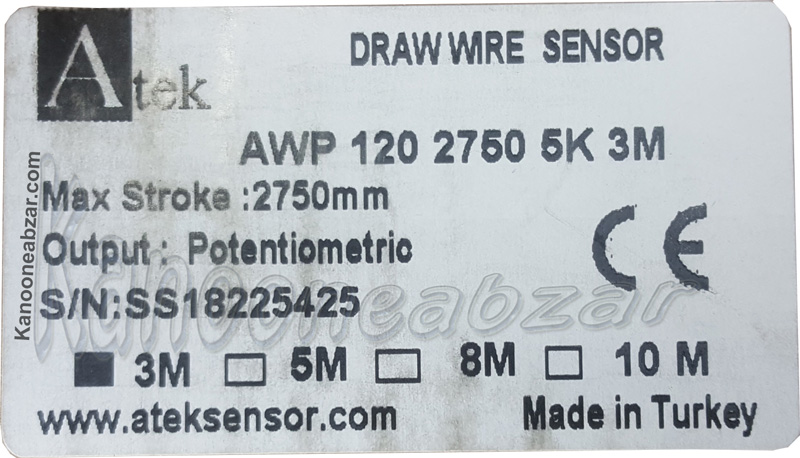 Atek
DRAW WIRE SENSOR
AWP 120 2750 5K 3M
Max Stroke :2750mm
Output : Potentiometric
S/N:SS18225425
CE
3M 5M 8M 10 M
www.ateksensor.com Made in Turkey
Kanooneabzar.com
Kanooneabzar